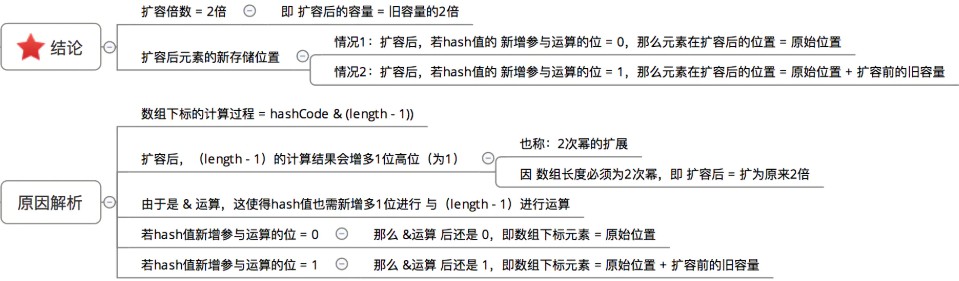 结论
扩容倍数 = 2倍
即 扩容后的容量 = 旧容量的2倍
扩容后元素的新存储位置
情况1：扩容后，若hash值的 新增参与运算的位 = 0，那么元素在扩容后的位置 = 原始位置
情况2：扩容后，若hash值的 新增参与运算的位 = 1，那么元素在扩容后的位置 = 原始位置 + 扩容前的旧容量
原因解析
数组下标的计算过程 = hashCode & (length - 1))
扩容后，（length - 1）的计算结果会增多1位高位（为1）
也称：2次幂的扩展
因 数组长度必须为2次幂，即 扩容后 = 扩为原来2倍
由于是 & 运算，这使得hash值也需新增多1位进行 与（length - 1）进行运算
若hash值新增参与运算的位 = 0
那么 &运算 后还是 0，即数组下标元素 = 原始位置
若hash值新增参与运算的位 = 1
那么 &运算 后还是 1，即数组下标元素 = 原始位置 + 扩容前的旧容量